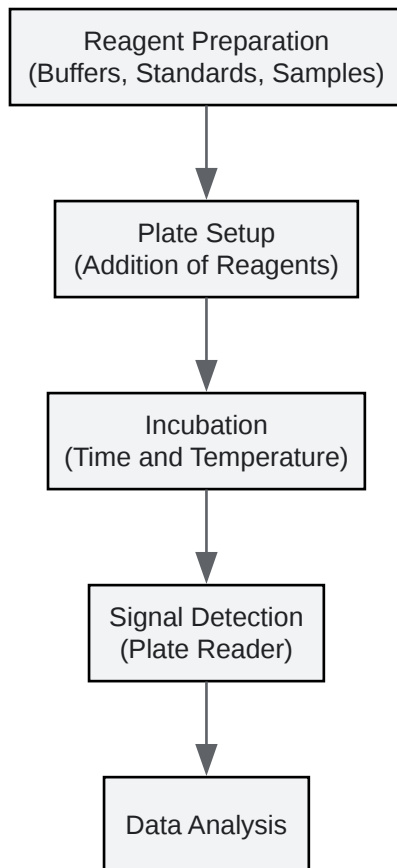 Reagent Preparation
(Buffers, Standards, Samples)
Plate Setup
(Addition of Reagents)
Incubation
(Time and Temperature)
Signal Detection
(Plate Reader)
Data Analysis